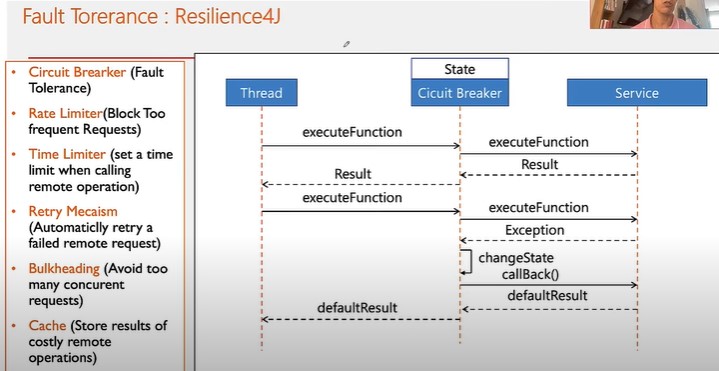 Fault Torerance : Resilience4J
• Circuit Brearker (Fault
Tolerance)
• Rate Limiter(Block Too
frequent Requests)
• Time Limiter (set a time
limit when calling
remote operation)
• Retry Mecaism
(Automaticlly retry a
failed remote request)
• Bulkheading (Avoid too
many concurent
requests)
• Cache (Store results of
costly remote
operations)
State
Thread
Cicuit Breaker
Service
executeFunction
executeFunction
Result
Result
executeFunction
executeFunction
Exception
changeState
callBack()
defaultResult
defaultResult